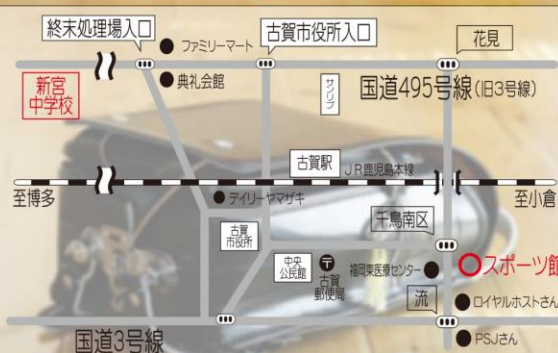 終末処理場入口
古賀市役所入口
花見
ファミリーマート
典礼会館
新宮
中学校
サンリブ
国道495号線(旧3号線)
古賀駅
JR鹿児島本線
至博多
至小倉
デイリーヤマザキ
千鳥南区
古賀
市役所
中央
公民館
〒
古賀
郵便局
福岡東医療センター
スポーツ館
流
ロイヤルホストさん
国道3号線
PSJさん